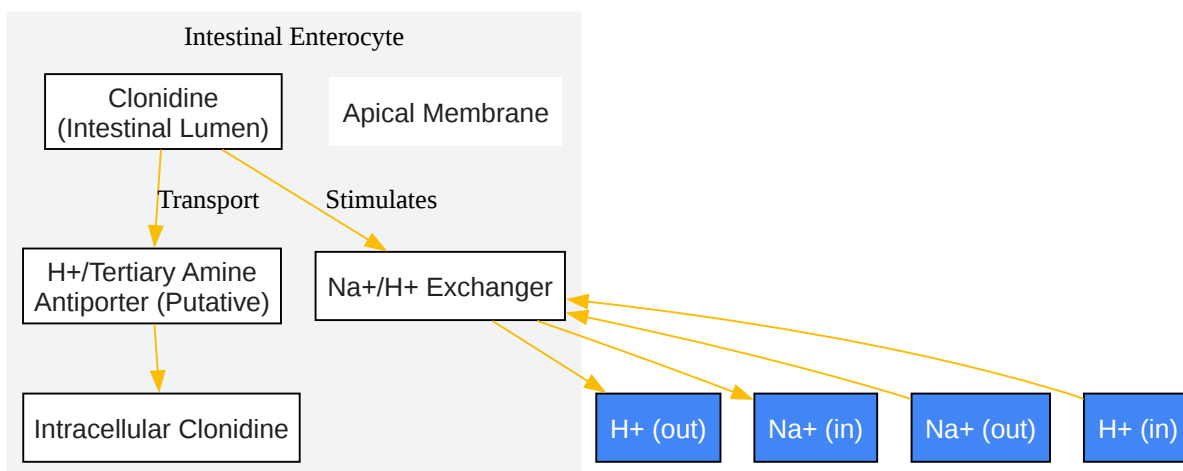 Intestinal Enterocyte
Clonidine
(Intestinal Lumen)
Apical Membrane
Transport
Stimulates
H+/Tertiary Amine
Antiporter (Putative)
Na+/H+ Exchanger
Intracellular Clonidine
H+ (out)
Na+ (in)
Na+ (out)
H+ (in)